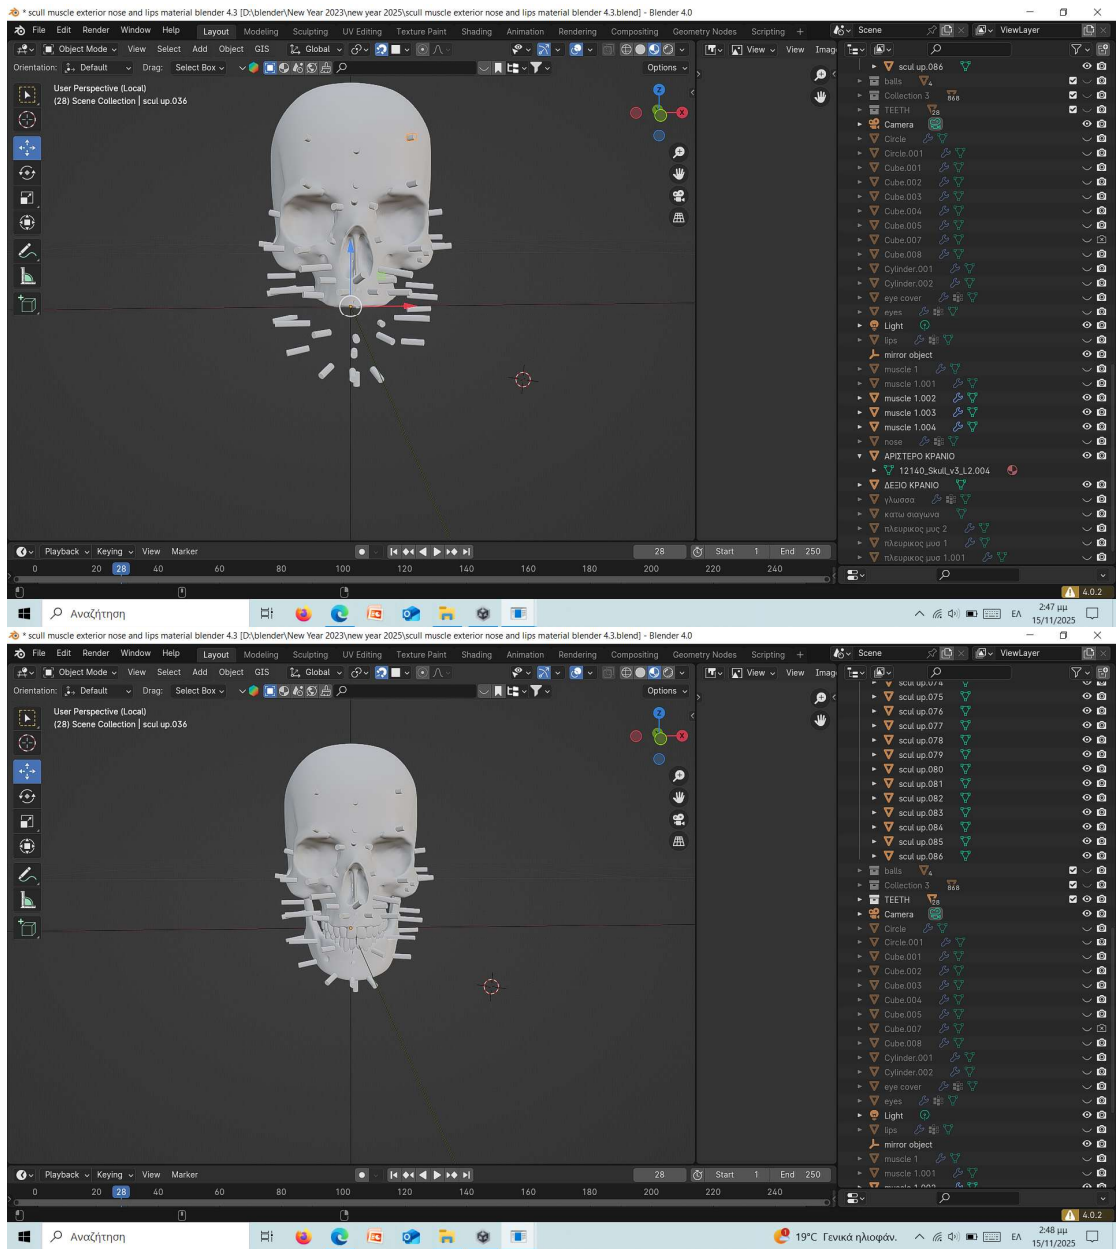 * scull muscle exterior nose and lips material blender 4.3 [D:\blender\New Year 2023\new year 2025\scull muscle exterior nose and lips material blender 4.3.blend] - Blender 4.0
File Edit Render Window Help Layout Modeling Sculpting UV Editing Texture Paint Shading Animation Rendering Compositing Geometry Nodes Scripting + Scene ViewLayer
Object Mode View Select Add Object GIS Global View View Imag
Orientation: Default Drag: Select Box Options
User Perspective (Local)
(28) Scene Collection | scul up.036
Z
X
scul up.086
balls 4
Collection 3 868
TEETH 28
Camera
Circle
Circle.001
Cube.001
Cube.002
Cube.003
Cube.004
Cube.005
Cube.007
Cube.008
Cylinder.001
Cylinder.002
eye cover
eyes
Light
lips
mirror object
muscle 1
muscle 1.001
muscle 1.002
muscle 1.003
muscle 1.004
nose
ΑΡΙΣΤΕΡΟ ΚΡΑΝΙΟ
12140_Skull_v3_L2.004
ΔΕΞΙΟ ΚΡΑΝΙΟ
γλωσσα
κατω σιαγωνα
πλευρικος μυς 2
πλευρικος μυσ 1
πλευρικος μυσ 1.001
Playback Keying View Marker 28 Start 1 End 250
0 20 28 40 60 80 100 120 140 160 180 200 220 240
4.0.2
Αναζήτηση ΕΛ 2:47 μμ
15/11/2025
* scull muscle exterior nose and lips material blender 4.3 [D:\blender\New Year 2023\new year 2025\scull muscle exterior nose and lips material blender 4.3.blend] - Blender 4.0
File Edit Render Window Help Layout Modeling Sculpting UV Editing Texture Paint Shading Animation Rendering Compositing Geometry Nodes Scripting + Scene ViewLayer
Object Mode View Select Add Object GIS Global View View Imag
Orientation: Default Drag: Select Box Options
User Perspective (Local)
(28) Scene Collection | scul up.036
Z
X
scul up.074
scul up.075
scul up.076
scul up.077
scul up.078
scul up.079
scul up.080
scul up.081
scul up.082
scul up.083
scul up.084
scul up.085
scul up.086
balls 4
Collection 3 868
TEETH 28
Camera
Circle
Circle.001
Cube.001
Cube.002
Cube.003
Cube.004
Cube.005
Cube.007
Cube.008
Cylinder.001
Cylinder.002
eye cover
eyes
Light
lips
mirror object
muscle 1
muscle 1.001
muscle 1.002
Playback Keying View Marker 28 Start 1 End 250
0 20 28 40 60 80 100 120 140 160 180 200 220 240
4.0.2
Αναζήτηση 19°C Γενικά ηλιοφάν. ΕΛ 2:48 μμ
15/11/2025